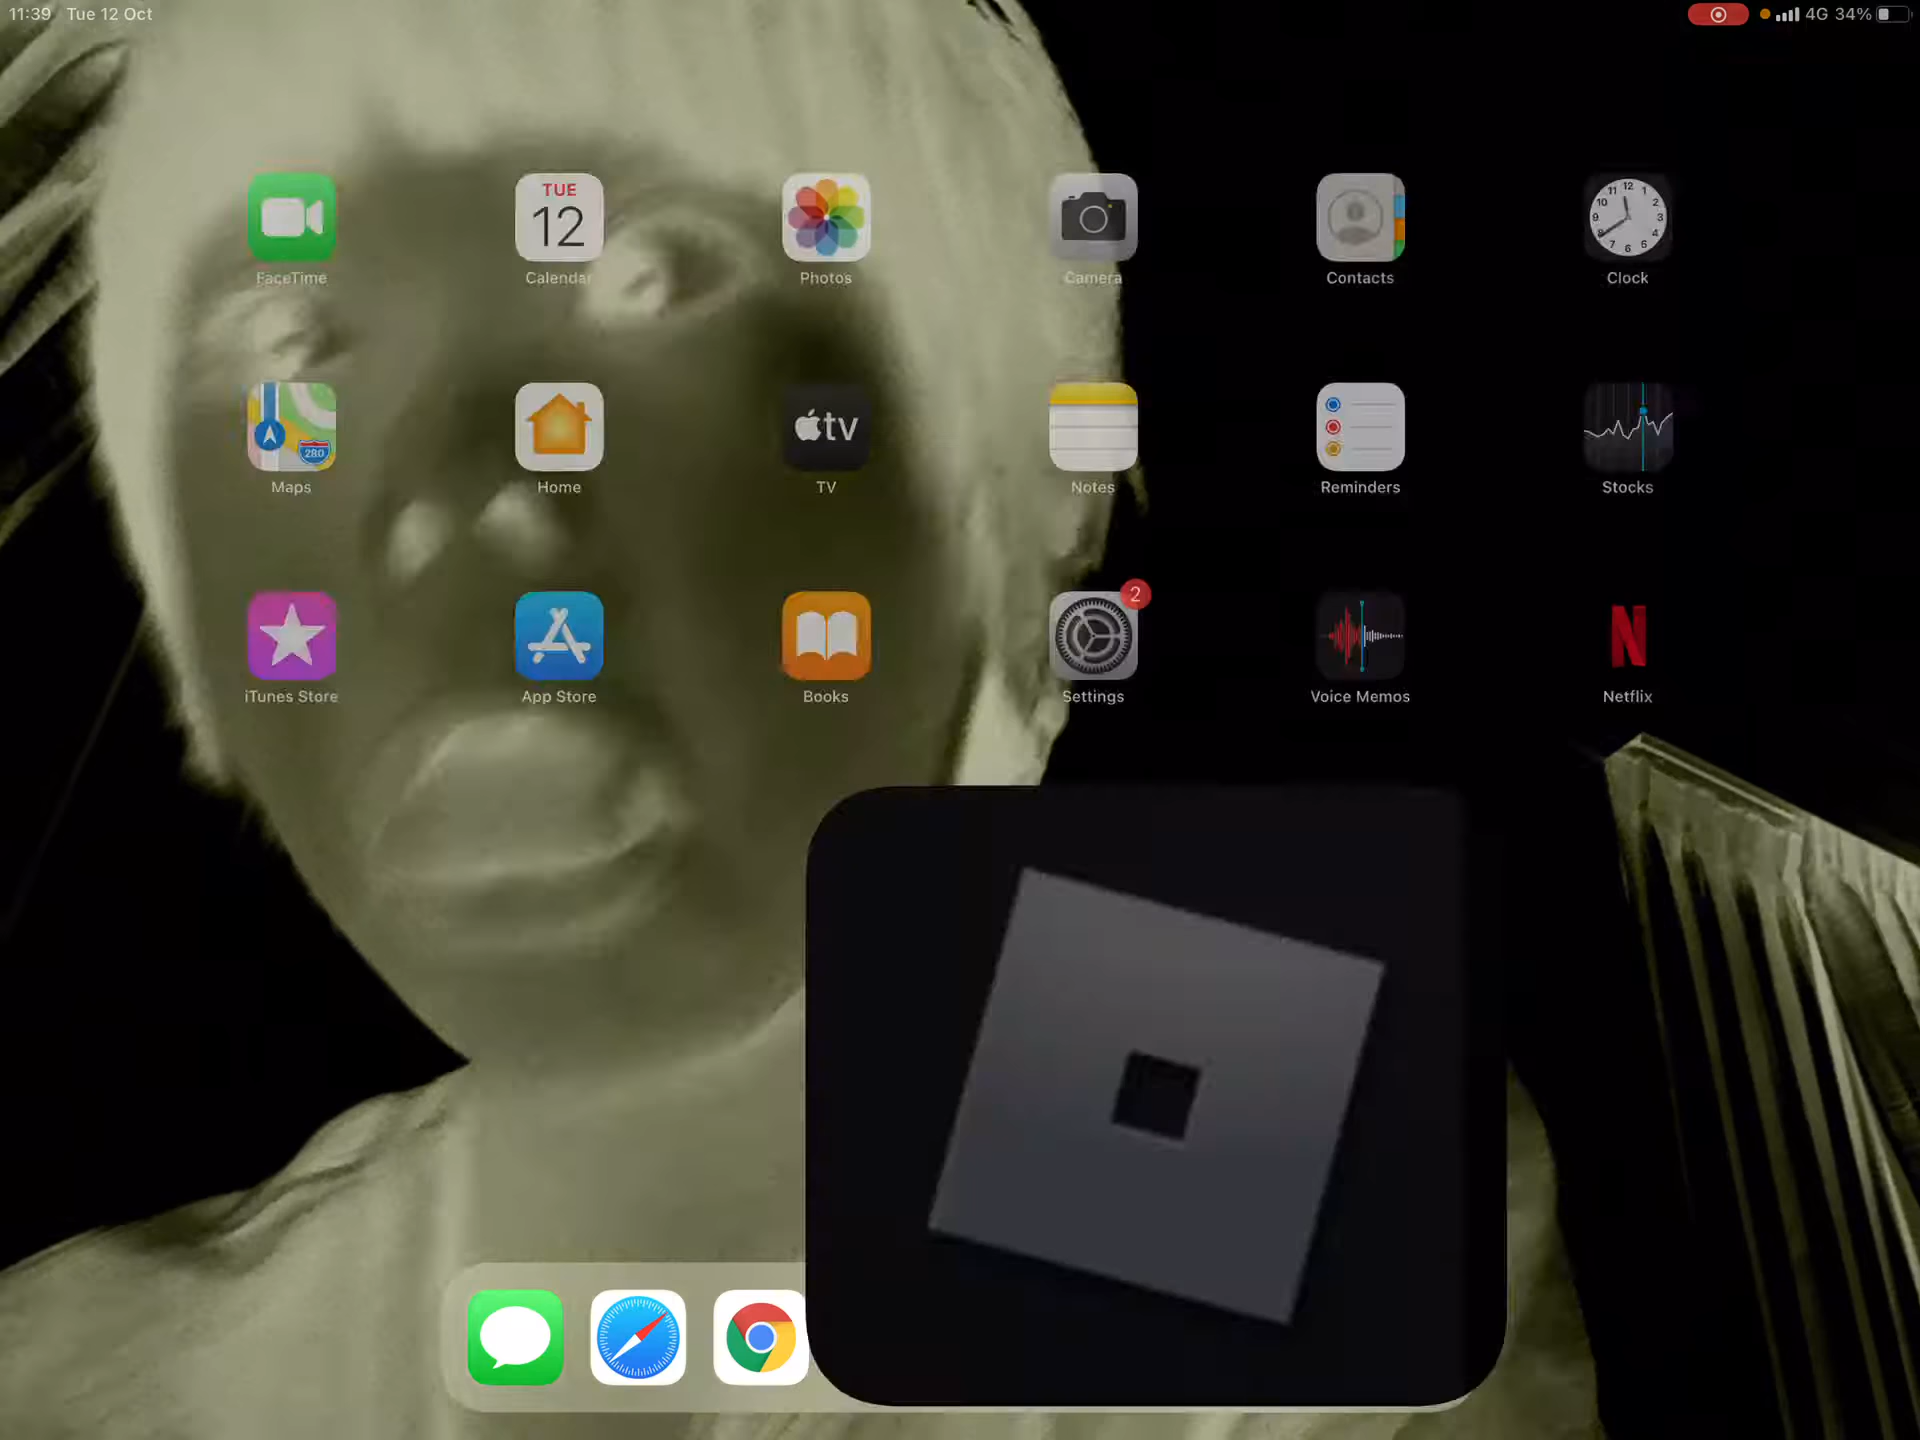 11:39 Tue 12 Oct 4G 34%
TUE
12
FaceTime Calendar Photos Camera Contacts Clock
280
tv
Maps Home TV Notes Reminders Stocks
2
N
iTunes Store App Store Books Settings Voice Memos Netflix